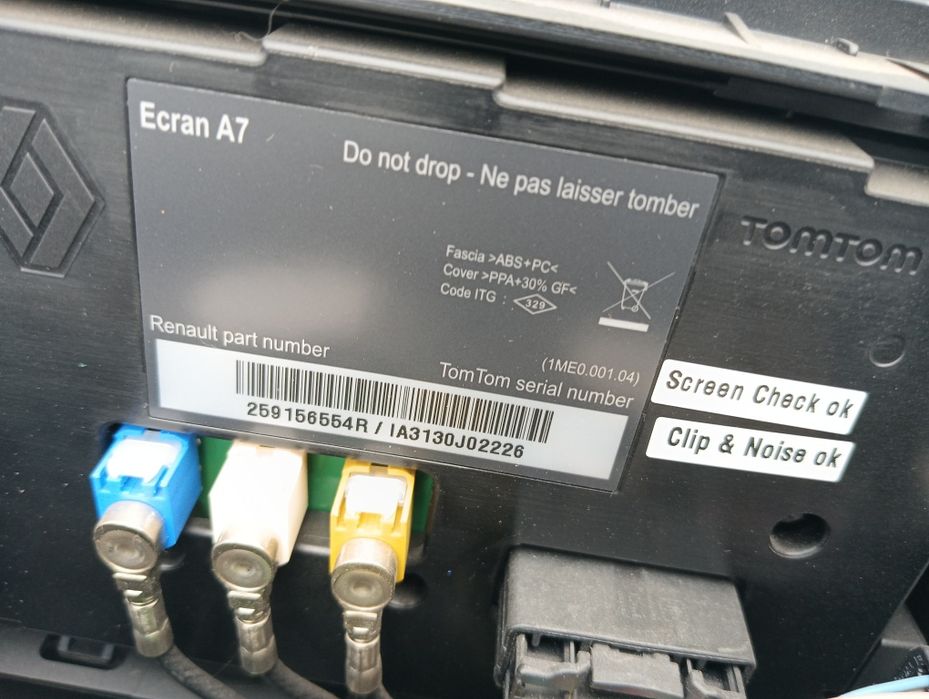 Ecran A7
Do not drop - Ne pas laisser tomber
TOMTOM
Fascia >ABS+PC<
Cover >PPA+30% GF<
Code ITG : 329
Renault part number
(1ME0.001.04)
TomTom serial number
259156554R / IA3130J02226
Screen Check ok
Clip & Noise ok